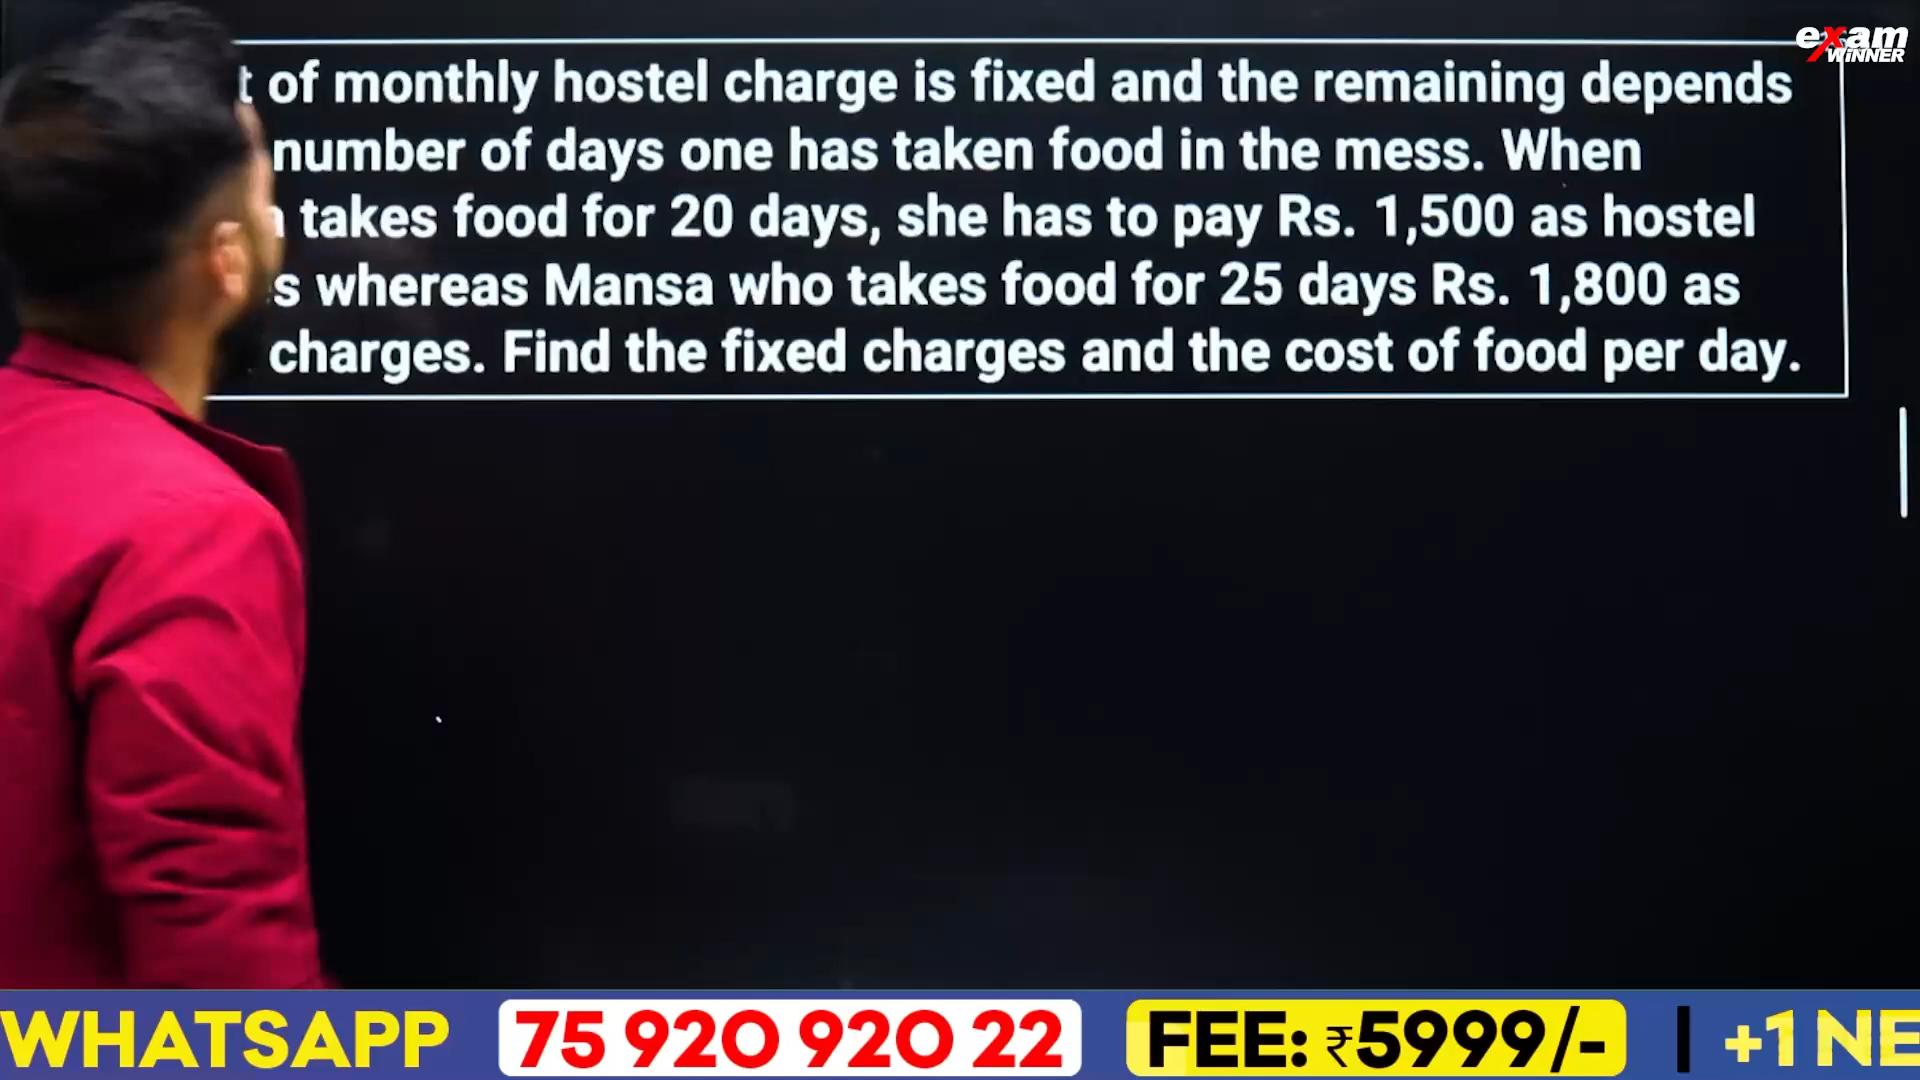 exam
WINNER
of monthly hostel charge is fixed and the remaining depends
number of days one has taken food in the mess. When
takes food for 20 days, she has to pay Rs. 1,500 as hostel
s whereas Mansa who takes food for 25 days Rs. 1,800 as
charges. Find the fixed charges and the cost of food per day.
WHATSAPP 75 920 920 22 FEE: ₹5999/- | +1 NE